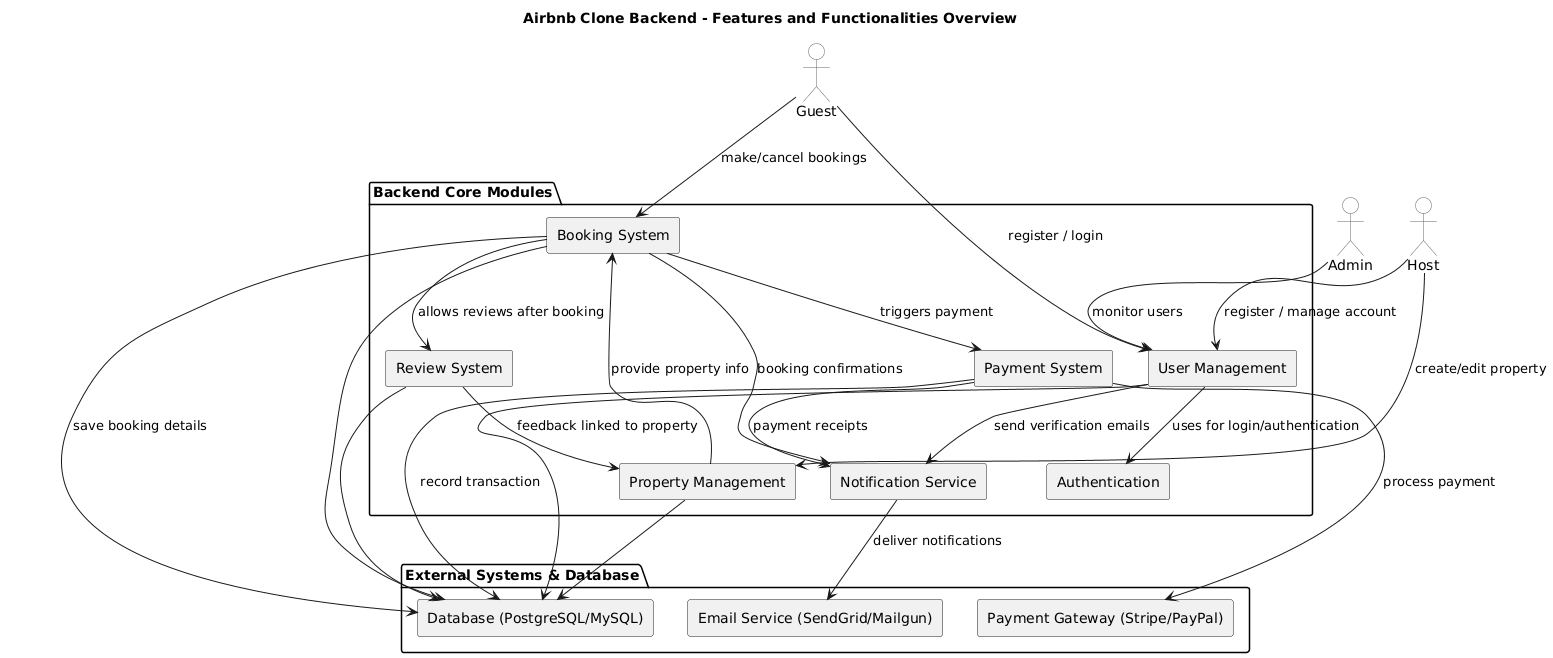 Airbnb Clone Backend - Features and Functionalities Overview
Guest
make/cancel bookings
Backend Core Modules
Booking System
register / login
Admin
Host
allows reviews after booking
triggers payment
monitor users
register / manage account
Review System
provide property info
booking confirmations
Payment System
User Management
create/edit property
save booking details
feedback linked to property
payment receipts
send verification emails
uses for login/authentication
record transaction
Property Management
Notification Service
Authentication
process payment
deliver notifications
External Systems & Database
Database (PostgreSQL/MySQL)
Email Service (SendGrid/Mailgun)
Payment Gateway (Stripe/PayPal)